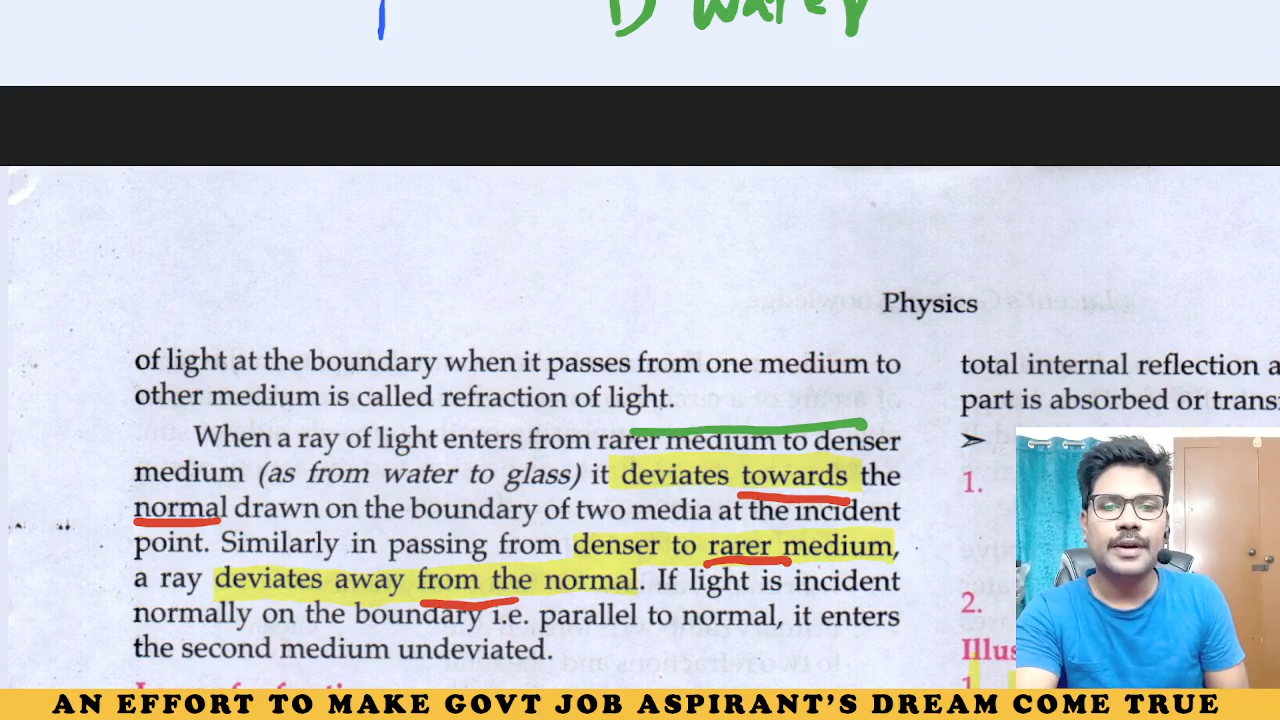 D water
Physics
of light at the boundary when it passes from one medium to
other medium is called refraction of light.
When a ray of light enters from rarer medium to denser
medium (as from water to glass) it deviates towards the
normal drawn on the boundary of two media at the incident
point. Similarly in passing from denser to rarer medium,
a ray deviates away from the normal. If light is incident
normally on the boundary i.e. parallel to normal, it enters
the second medium undeviated.
total internal reflection a
part is absorbed or trans
➤
1.
2.
Illus
AN EFFORT TO MAKE GOVT JOB ASPIRANT'S DREAM COME TRUE